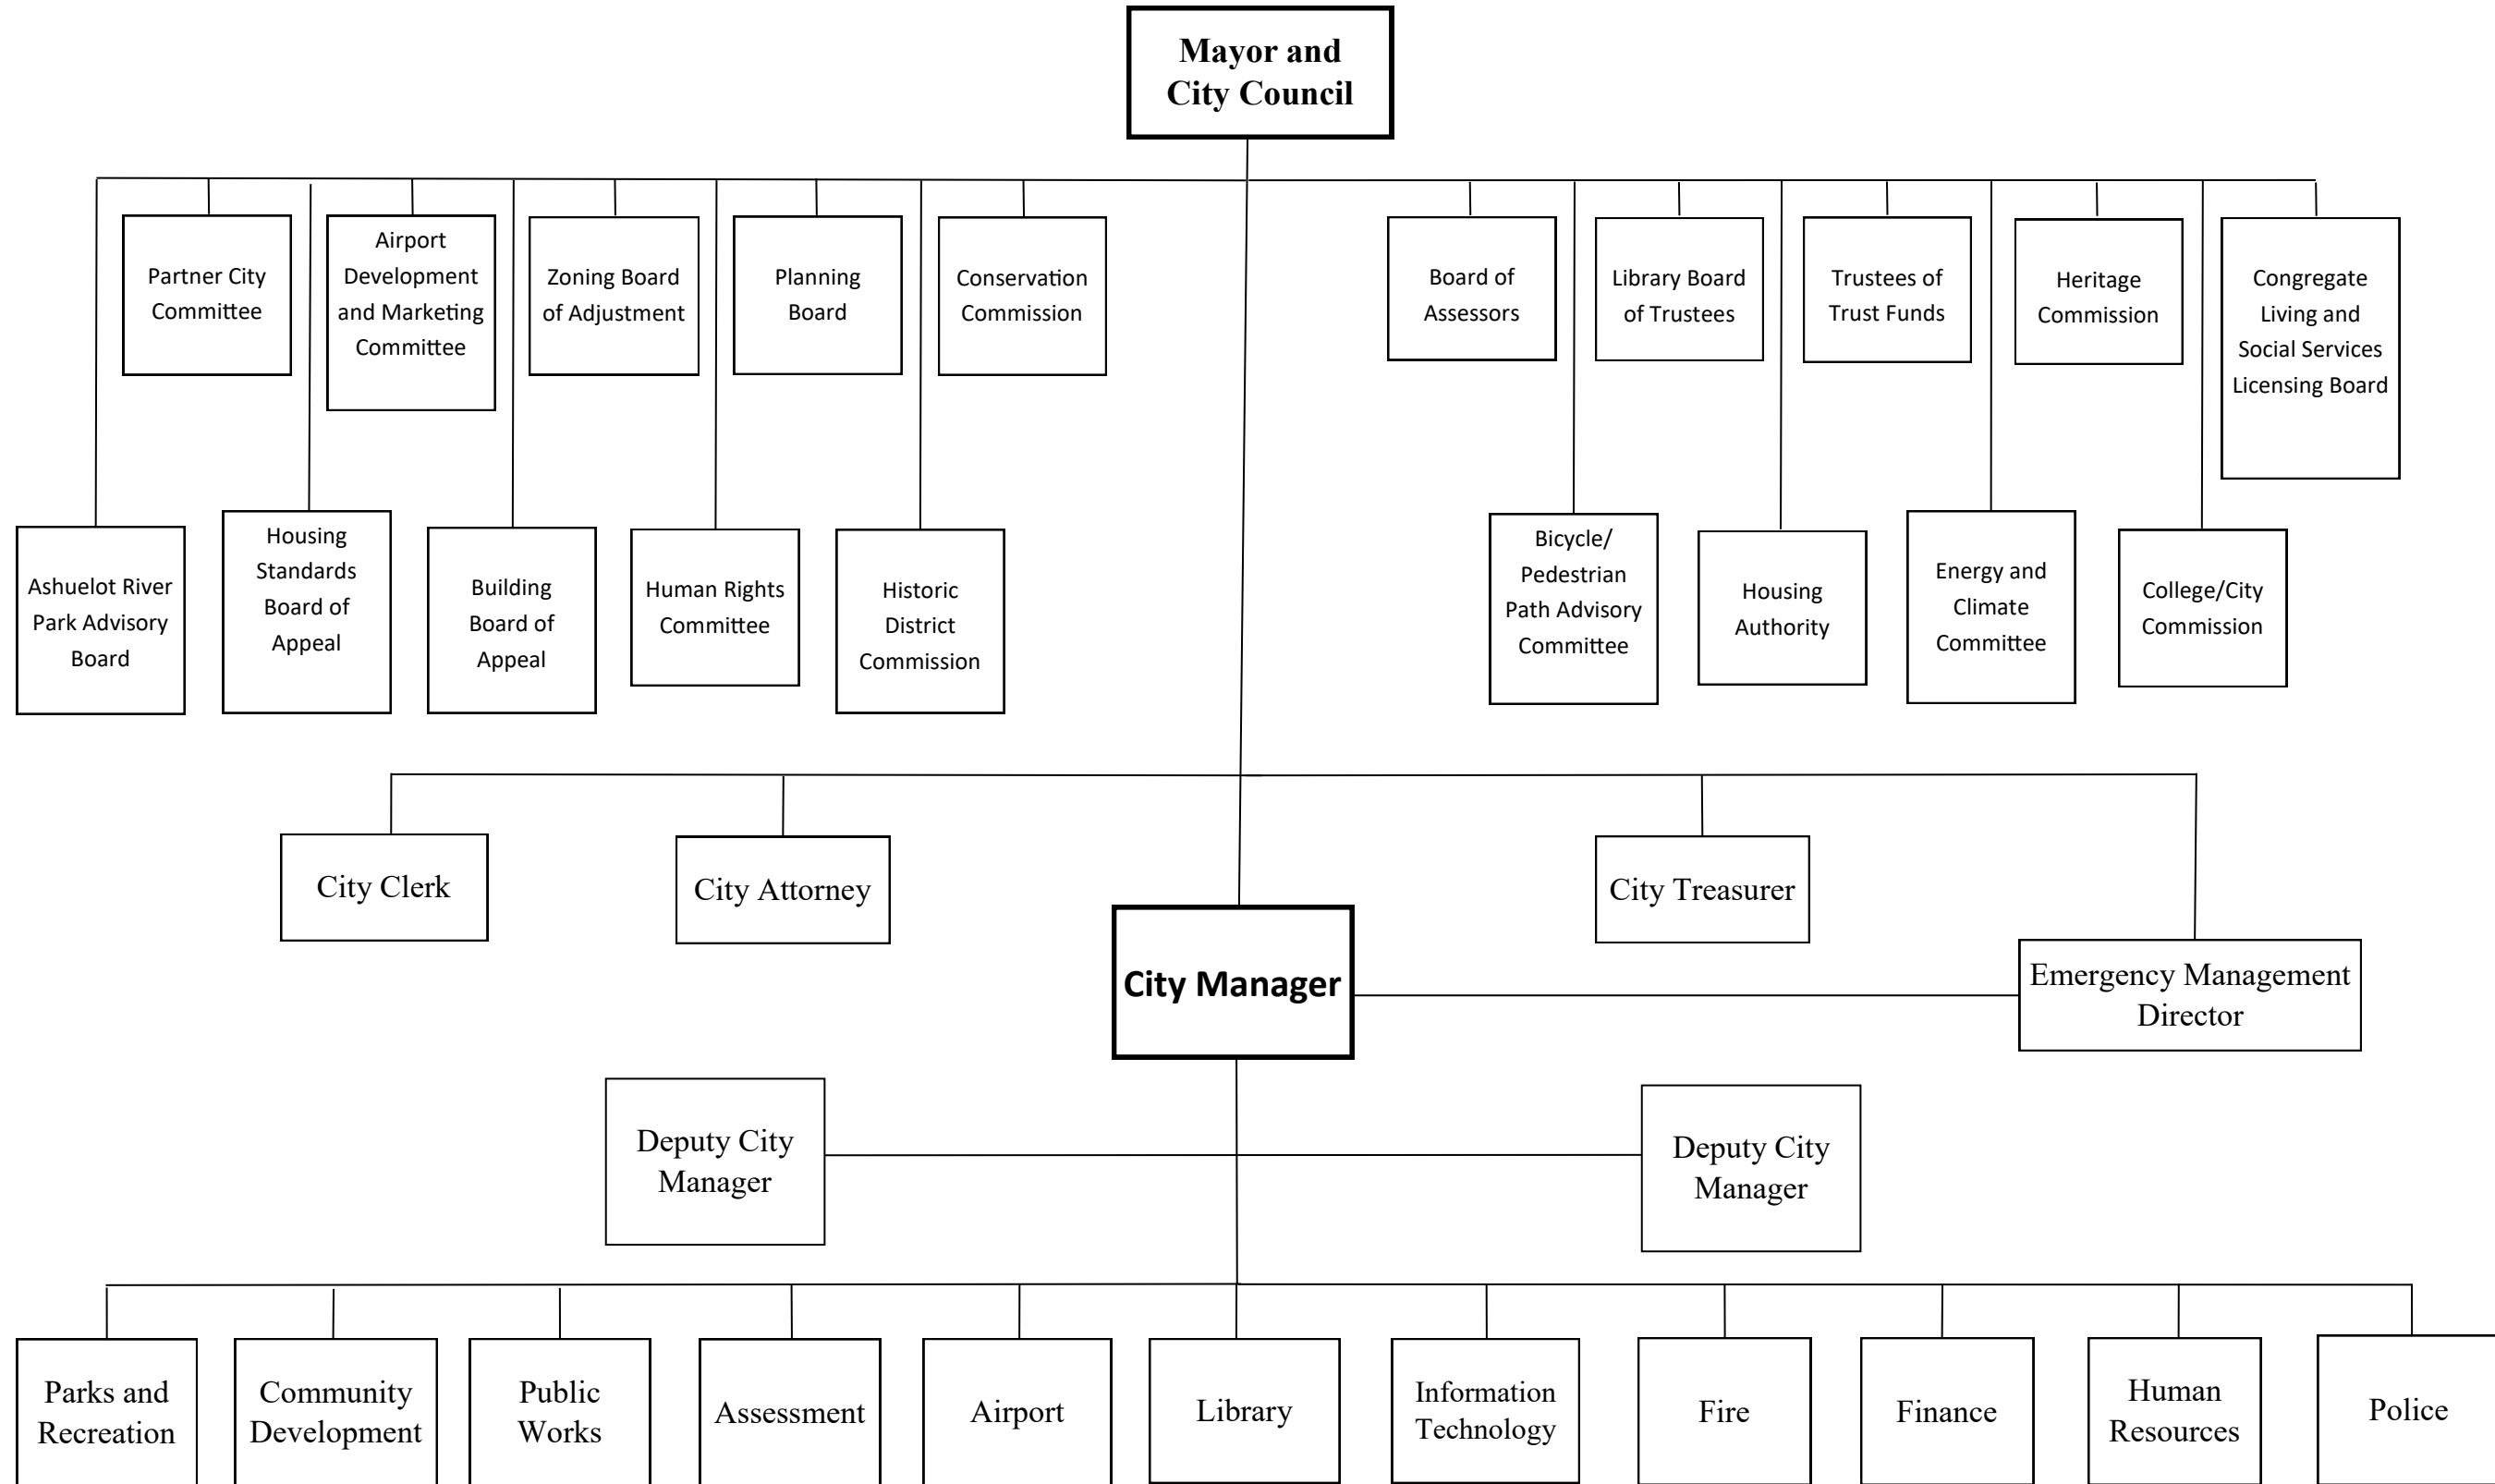 Mayor and
City Council
Partner City
Committee
Airport
Development
and Marketing
Committee
Zoning Board
of Adjustment
Planning
Board
Conservation
Commission
Board of
Assessors
Library Board
of Trustees
Trustees of
Trust Funds
Heritage
Commission
Congregate
Living and
Social Services
Licensing Board
Ashuelot River
Park Advisory
Board
Housing
Standards
Board of
Appeal
Building
Board of
Appeal
Human Rights
Committee
Historic
District
Commission
Bicycle/
Pedestrian
Path Advisory
Committee
Housing
Authority
Energy and
Climate
Committee
College/City
Commission
City Clerk
City Attorney
City Treasurer
City Manager
Emergency Management
Director
Deputy City
Manager
Deputy City
Manager
Parks and
Recreation
Community
Development
Public
Works
Assessment
Airport
Library
Information
Technology
Fire
Finance
Human
Resources
Police